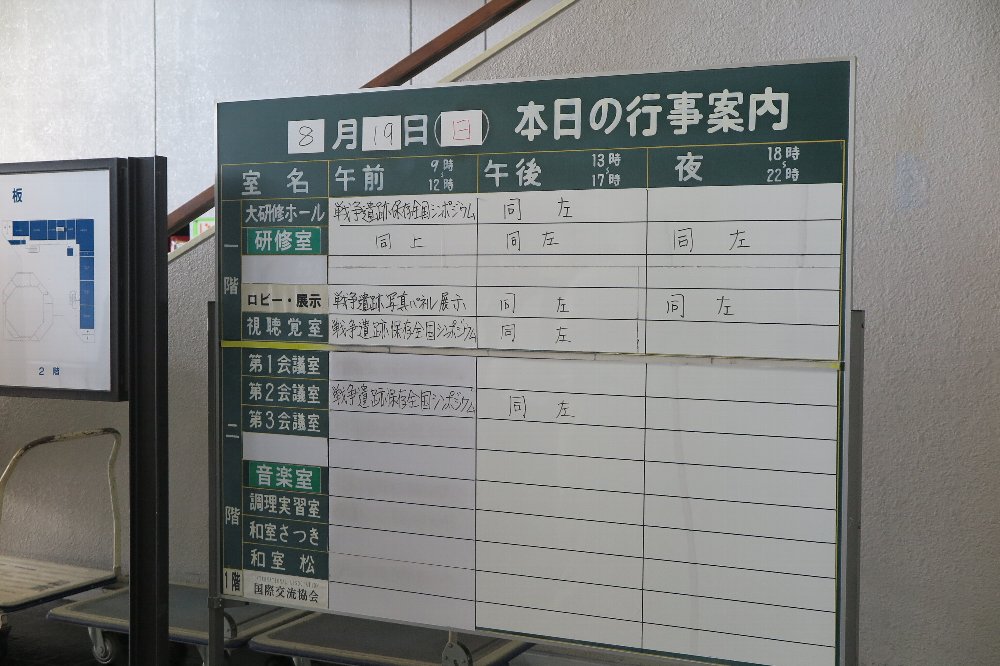 8月19日(日) 本日の行事案内
室名 午前 9時〜12時 午後 13時〜17時 夜 18時〜22時
一階
大研修ホール 戦争遺跡保存全国シンポジウム 同左
研修室 同上 同左 同左
ロビー・展示 戦争遺跡写真パネル展示 同左 同左
視聴覚室 戦争遺跡保存全国シンポジウム 同左
二階
第1会議室
第2会議室 戦争遺跡保存全国シンポジウム 同左
第3会議室
音楽室
調理実習室
和室さつき
和室松
1階 国際交流協会
板
2階